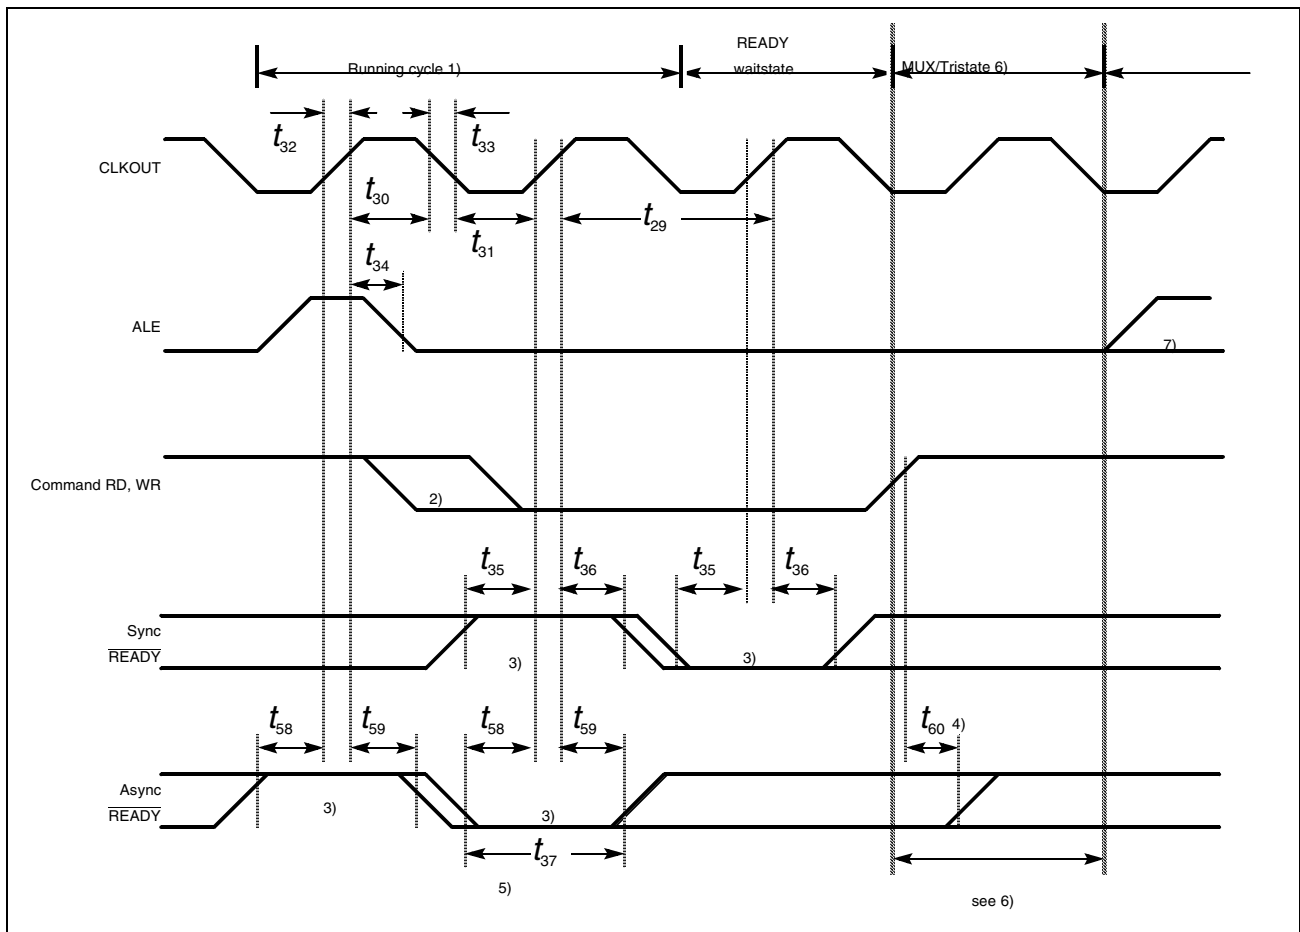 READY
Running cycle 1)
waitstate
MUX/Tristate 6)
t32
t33
CLKOUT
t30
t29
t31
t34
ALE
7)
Command RD, WR
2)
t35
t36
t35
t36
Sync
READY
3)
3)
t58
t59
t58
t59
t60 4)
Async
READY
3)
3)
t37
5)
see 6)